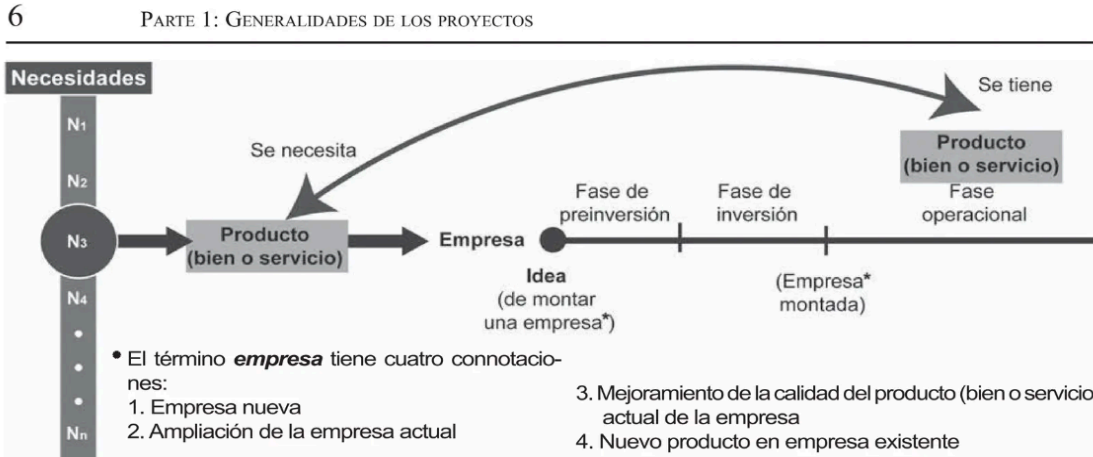 6 PARTE 1: GENERALIDADES DE LOS PROYECTOS
Necesidades
N1
N2
N3
N4
Nn
Se necesita
Se tiene
Producto
(bien o servicio)
Producto
(bien o servicio)
Empresa
Fase de
preinversión
Fase de
inversión
Fase
operacional
Idea
(de montar
una empresa*)
(Empresa*
montada)
• El término empresa tiene cuatro connotacio-
nes:
1. Empresa nueva
2. Ampliación de la empresa actual
3. Mejoramiento de la calidad del producto (bien o servicio
actual de la empresa
4. Nuevo producto en empresa existente